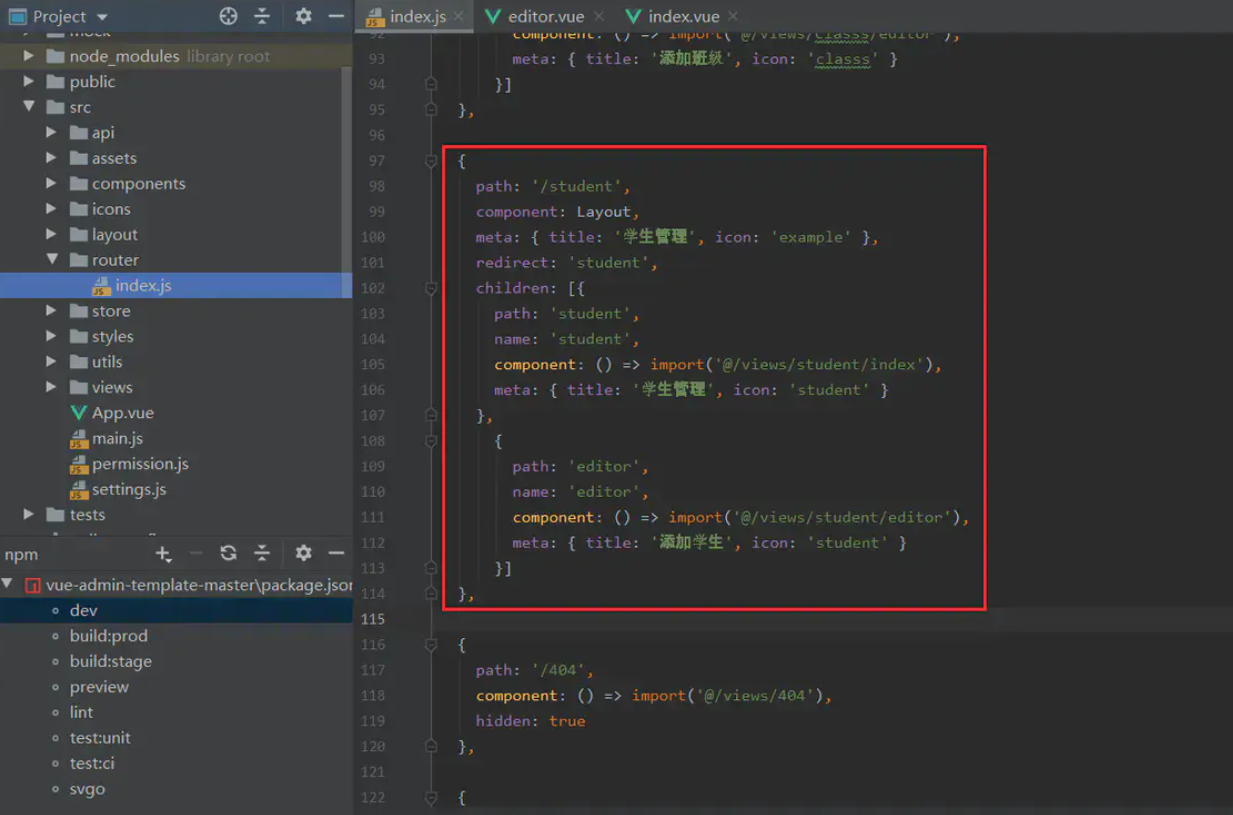 Project
mock
node_modules library root
public
src
api
assets
components
icons
layout
router
index.js
store
styles
utils
views
App.vue
main.js
permission.js
settings.js
tests
npm
vue-admin-template-master\package.json
dev
build:prod
build:stage
preview
lint
test:unit
test:ci
svgo
index.js editor.vue index.vue
92 component: () => import('@/views/classs/editor'),
93 meta: { title: '添加班级', icon: 'classs' }
94 }]
95 },
96
97 {
98 path: '/student',
99 component: Layout,
100 meta: { title: '学生管理', icon: 'example' },
101 redirect: 'student',
102 children: [{
103 path: 'student',
104 name: 'student',
105 component: () => import('@/views/student/index'),
106 meta: { title: '学生管理', icon: 'student' }
107 },
108 {
109 path: 'editor',
110 name: 'editor',
111 component: () => import('@/views/student/editor'),
112 meta: { title: '添加学生', icon: 'student' }
113 }]
114 },
115
116 {
117 path: '/404',
118 component: () => import('@/views/404'),
119 hidden: true
120 },
121
122 {